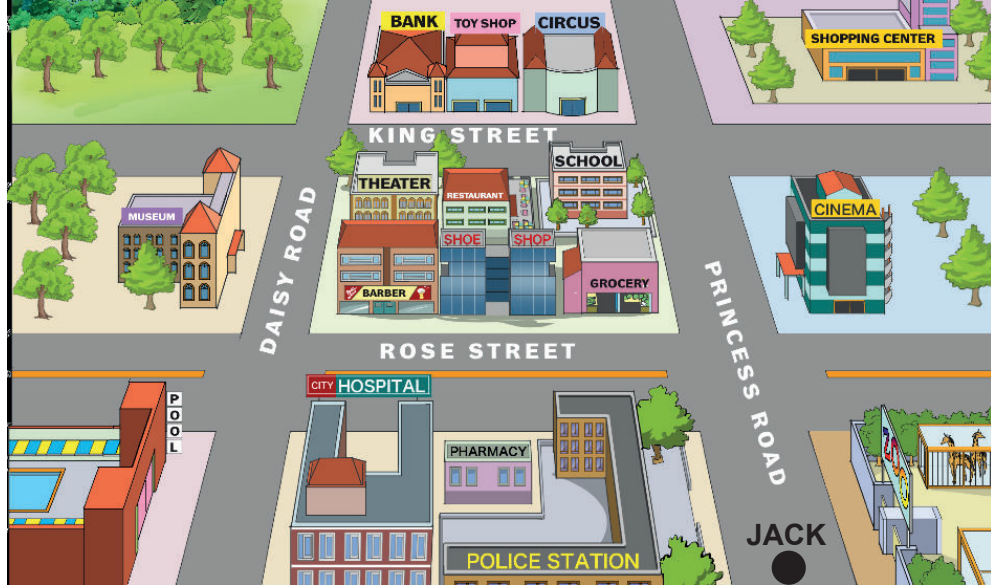 BANK
TOY SHOP
CIRCUS
SHOPPING CENTER
KING STREET
THEATER
RESTAURANT
SCHOOL
MUSEUM
CINEMA
DAISY ROAD
SHOE SHOP
BARBER
GROCERY
PRINCESS ROAD
ROSE STREET
CITY HOSPITAL
POOL
PHARMACY
ZOO
JACK
POLICE STATION